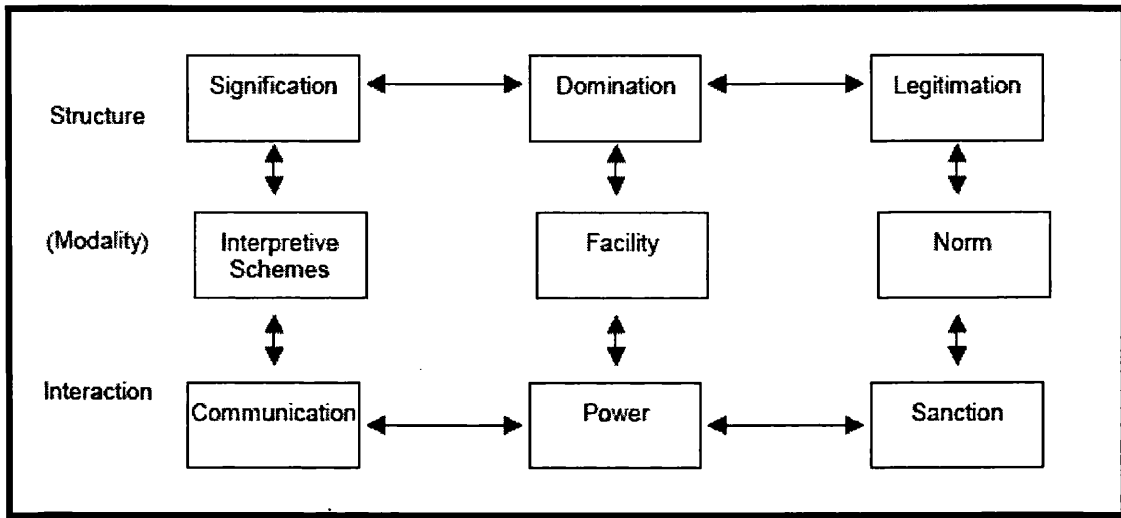 Signification
Domination
Legitimation
Structure
(Modality)
Interpretive
Schemes
Facility
Norm
Interaction
Communication
Power
Sanction